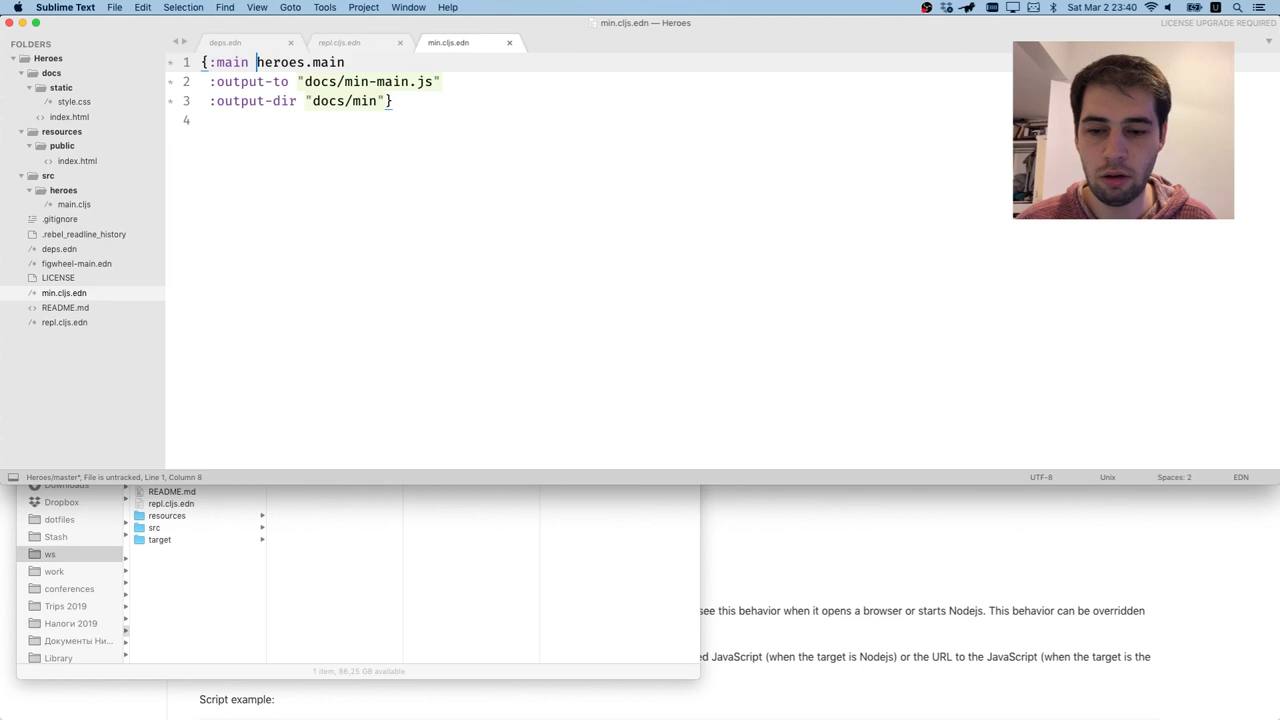 Sublime Text File Edit Selection Find View Goto Tools Project Window Help Sat Mar 2 23:40
min.cljs.edn — Heroes LICENSE UPGRADE REQUIRED
FOLDERS
Heroes
docs
static
style.css
index.html
resources
public
index.html
src
heroes
main.cljs
.gitignore
.rebel_readline_history
deps.edn
figwheel-main.edn
LICENSE
min.cljs.edn
README.md
repl.cljs.edn
deps.edn repl.cljs.edn min.cljs.edn
1 {:main heroes.main
2 :output-to "docs/min-main.js"
3 :output-dir "docs/min"}
4
Heroes/master*, File is untracked, Line 1, Column 8 UTF-8 Unix Spaces: 2 EDN
Downloads
Dropbox
dotfiles
Stash
ws
work
conferences
Trips 2019
Налоги 2019
Документы Ни...
Library
README.md
repl.cljs.edn
resources
src
target
1 item, 86,25 GB available
see this behavior when it opens a browser or starts Nodejs. This behavior can be overridden
ed JavaScript (when the target is Nodejs) or the URL to the JavaScript (when the target is the
Script example: